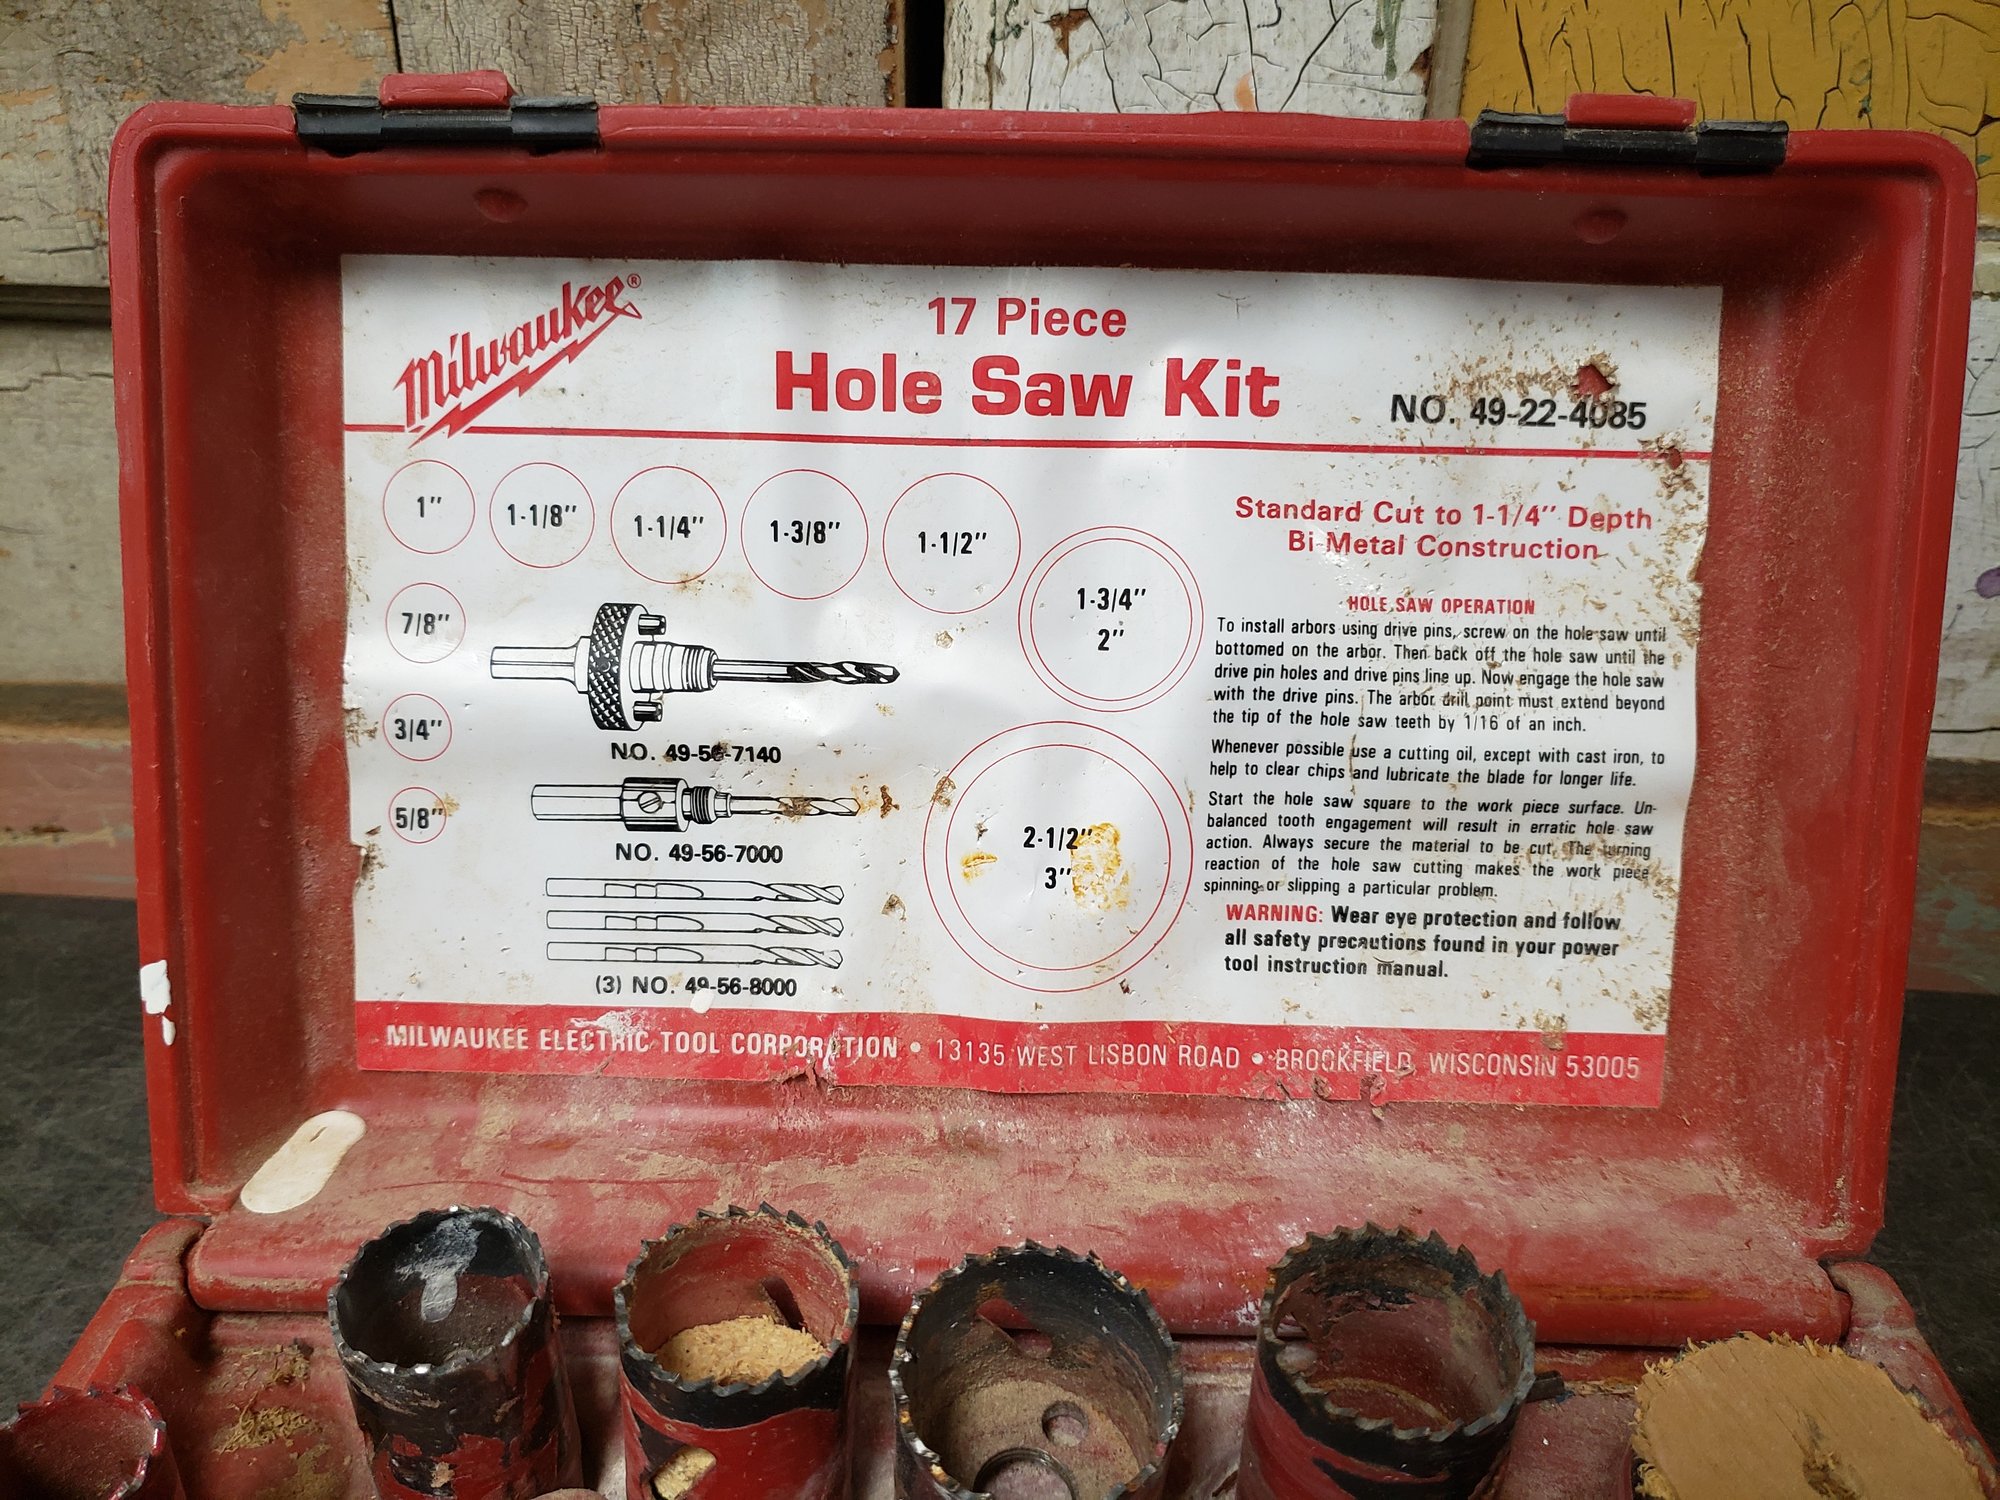 Milwaukee®
17 Piece
Hole Saw Kit
NO. 49-22-4085
1"
1-1/8"
1-1/4"
1-3/8"
1-1/2"
1-3/4"
2"
7/8"
3/4"
5/8"
2-1/2"
3"
NO. 49-56-7140
NO. 49-56-7000
(3) NO. 49-56-8000
Standard Cut to 1-1/4" Depth
Bi-Metal Construction
HOLE SAW OPERATION
To install arbors using drive pins, screw on the hole saw until
bottomed on the arbor. Then back off the hole saw until the
drive pin holes and drive pins line up. Now engage the hole saw
with the drive pins. The arbor drill point must extend beyond
the tip of the hole saw teeth by 1/16 of an inch.
Whenever possible use a cutting oil, except with cast iron, to
help to clear chips and lubricate the blade for longer life.
Start the hole saw square to the work piece surface. Un-
balanced tooth engagement will result in erratic hole saw
action. Always secure the material to be cut. The turning
reaction of the hole saw cutting makes the work piece
spinning or slipping a particular problem.
WARNING: Wear eye protection and follow
all safety precautions found in your power
tool instruction manual.
MILWAUKEE ELECTRIC TOOL CORPORATION • 13135 WEST LISBON ROAD • BROOKFIELD, WISCONSIN 53005